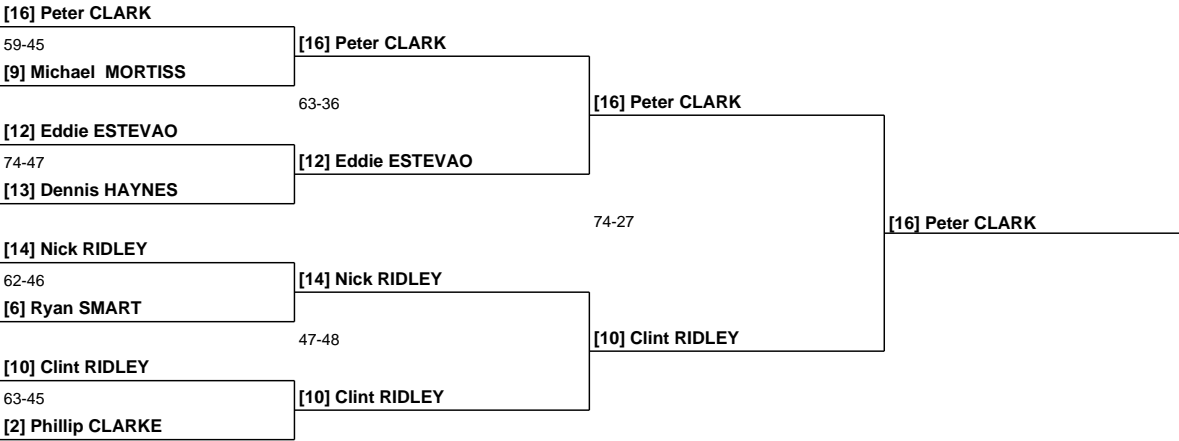 [16] Peter CLARK
59-45
[9] Michael  MORTISS
[12] Eddie ESTEVAO
74-47
[13] Dennis HAYNES
[14] Nick RIDLEY
62-46
[6] Ryan SMART
[10] Clint RIDLEY
63-45
[2] Phillip CLARKE
[16] Peter CLARK
63-36
[12] Eddie ESTEVAO
[14] Nick RIDLEY
47-48
[10] Clint RIDLEY
[16] Peter CLARK
74-27
[10] Clint RIDLEY
[16] Peter CLARK